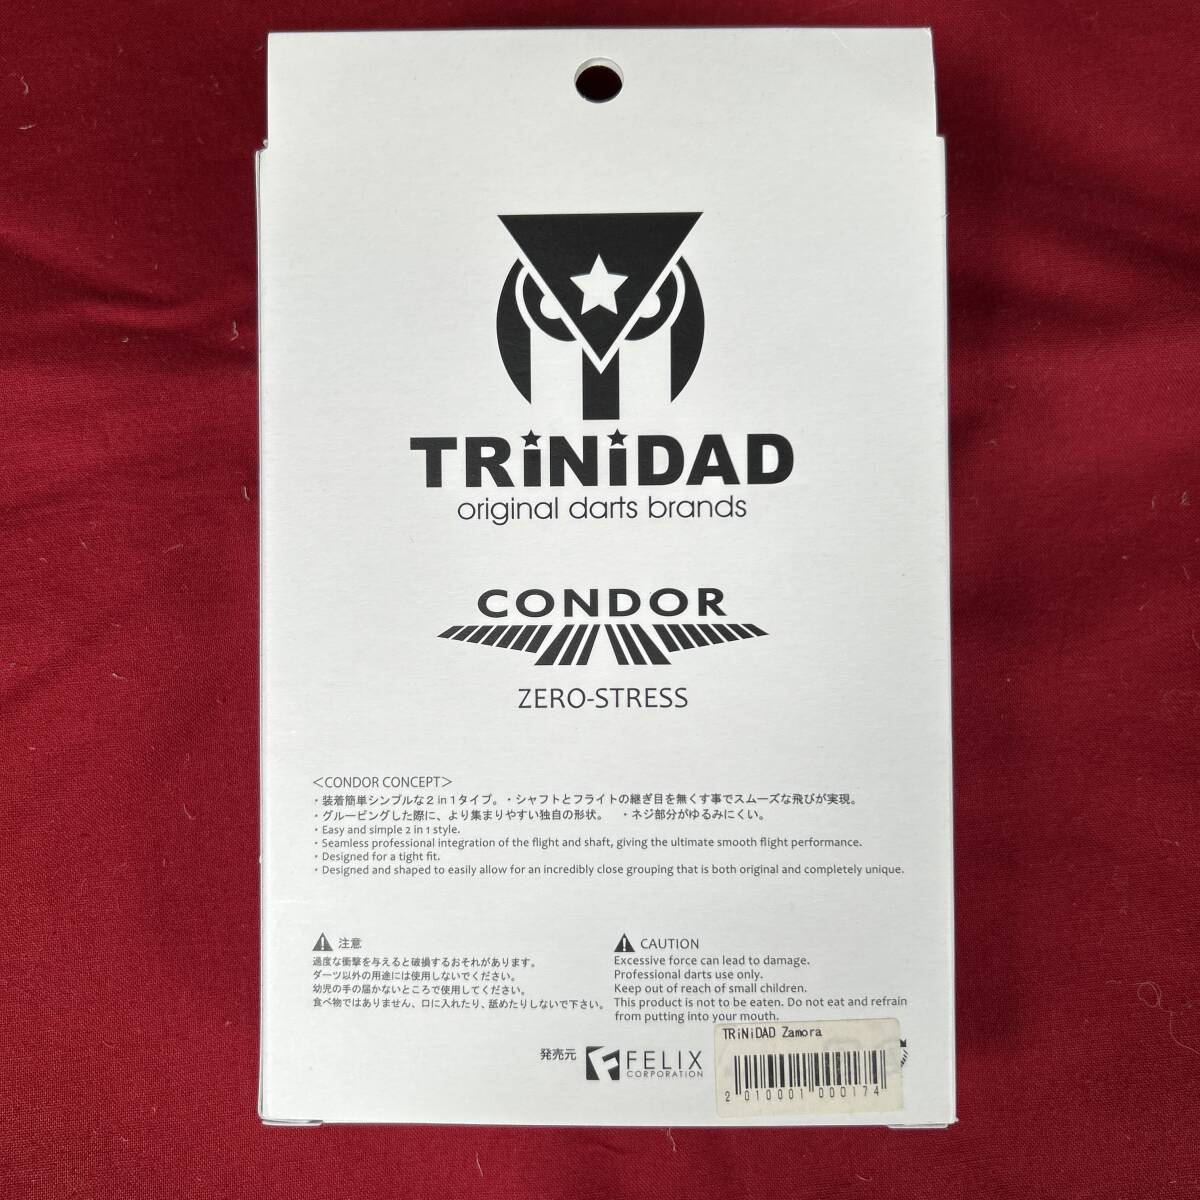 TRiNiDAD
original darts brands
CONDOR
ZERO-STRESS
＜CONDOR CONCEPT＞
・装着簡単シンプルな２in１タイプ。・シャフトとフライトの継ぎ目を無くす事でスムーズな飛びが実現。
・グルーピングした際に、より集まりやすい独自の形状。 ・ネジ部分がゆるみにくい。
・Easy and simple 2 in 1 style.
・Seamless professional integration of the flight and shaft, giving the ultimate smooth flight performance.
・Designed for a tight fit.
・Designed and shaped to easily allow for an incredibly close grouping that is both original and completely unique.
注意
過度な衝撃を与えると破損するおそれがあります。
ダーツ以外の用途には使用しないでください。
幼児の手の届かないところで使用してください。
食べ物ではありません、口に入れたり、舐めたりしないで下さい。
CAUTION
Excessive force can lead to damage.
Professional darts use only.
Keep out of reach of small children.
This product is not to be eaten. Do not eat and refrain
from putting into your mouth.
発売元 FELIX
CORPORATION
TRiNiDAD Zamora
2 010001 000174